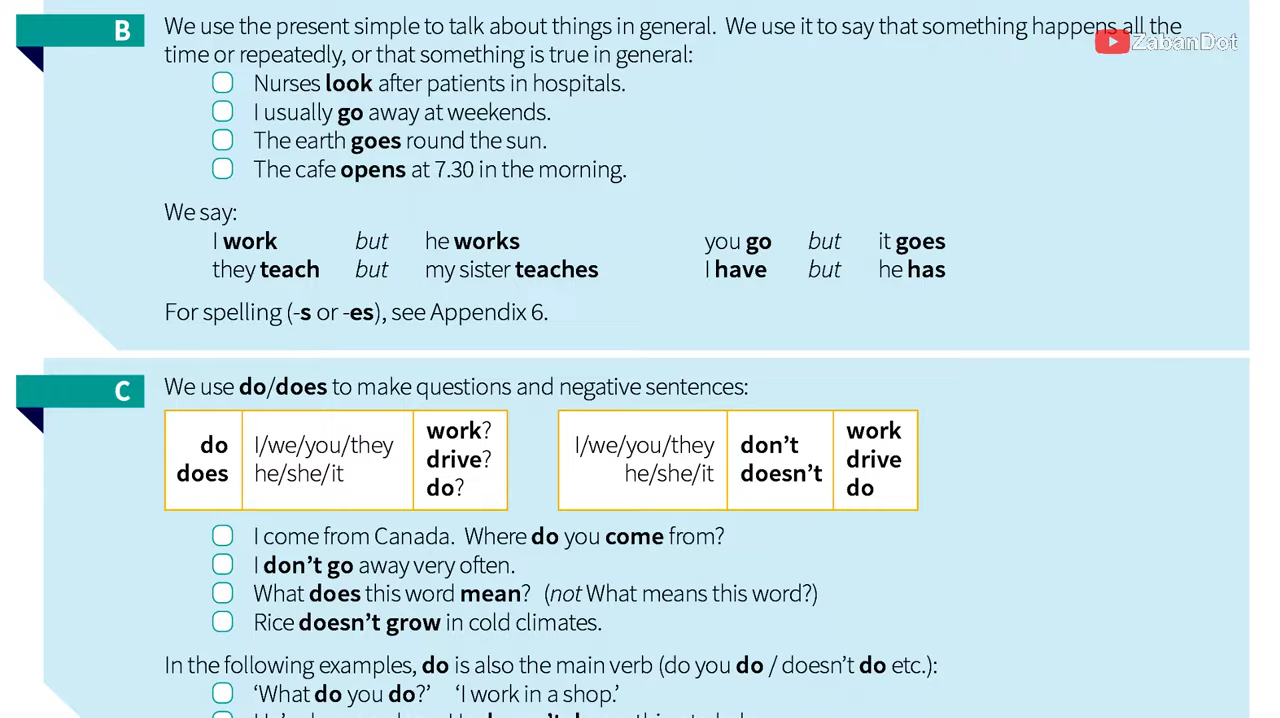 B
We use the present simple to talk about things in general. We use it to say that something happens all the
time or repeatedly, or that something is true in general:
ZabanDot
Nurses look after patients in hospitals.
I usually go away at weekends.
The earth goes round the sun.
The cafe opens at 7.30 in the morning.
We say:
I work but he works you go but it goes
they teach but my sister teaches I have but he has
For spelling (-s or -es), see Appendix 6.
C
We use do/does to make questions and negative sentences:
do I/we/you/they work?
does he/she/it drive?
do?
I/we/you/they don't work
he/she/it doesn't drive
do
I come from Canada. Where do you come from?
I don't go away very often.
What does this word mean? (not What means this word?)
Rice doesn't grow in cold climates.
In the following examples, do is also the main verb (do you do / doesn't do etc.):
‘What do you do?’ ‘I work in a shop.’